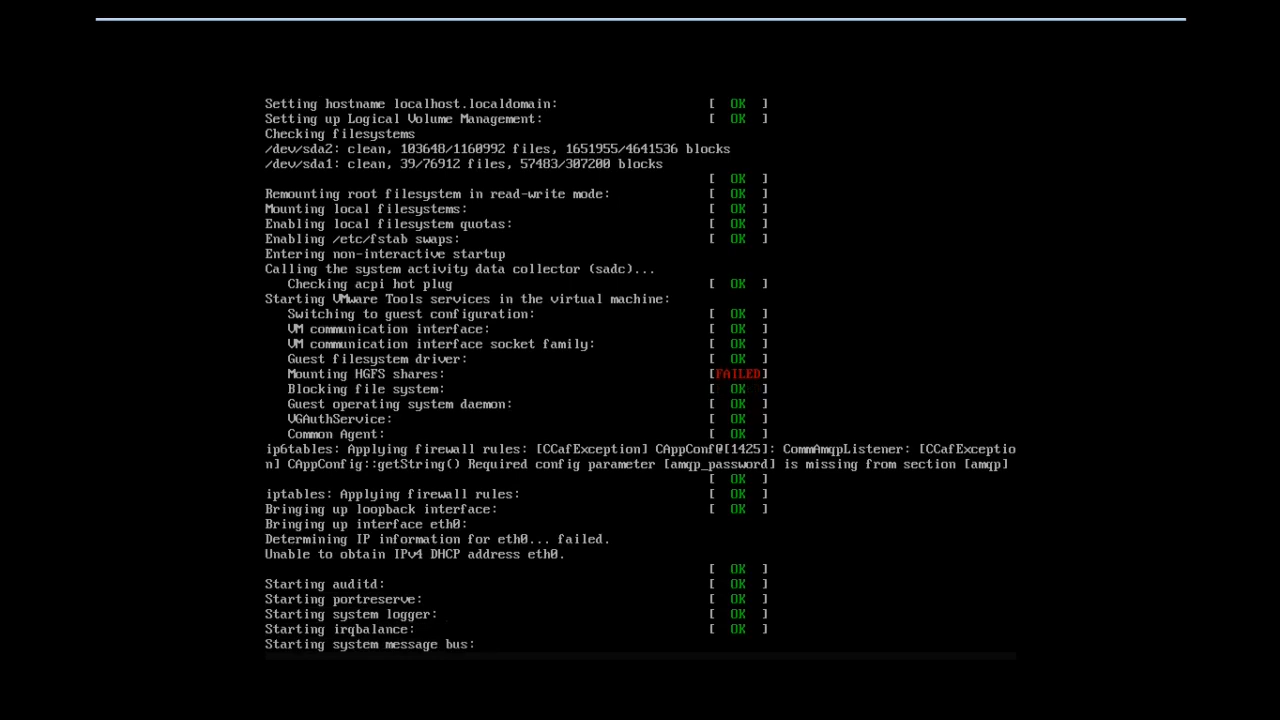 Setting hostname localhost.localdomain: [ OK ]
Setting up Logical Volume Management: [ OK ]
Checking filesystems
/dev/sda2: clean, 103648/1160992 files, 1651955/4641536 blocks
/dev/sda1: clean, 39/76912 files, 57483/307200 blocks
[ OK ]
Remounting root filesystem in read-write mode: [ OK ]
Mounting local filesystems: [ OK ]
Enabling local filesystem quotas: [ OK ]
Enabling /etc/fstab swaps: [ OK ]
Entering non-interactive startup
Calling the system activity data collector (sadc)...
Checking acpi hot plug [ OK ]
Starting VMware Tools services in the virtual machine:
Switching to guest configuration: [ OK ]
VM communication interface: [ OK ]
VM communication interface socket family: [ OK ]
Guest filesystem driver: [ OK ]
Mounting HGFS shares: [FAILED]
Blocking file system: [ OK ]
Guest operating system daemon: [ OK ]
VGAuthService: [ OK ]
Common Agent: [ OK ]
ip6tables: Applying firewall rules: [CCafException] CAppConf@[1425]: CommAmqpListener: [CCafExceptio
n] CAppConfig::getString() Required config parameter [amqp_password] is missing from section [amqp]
[ OK ]
iptables: Applying firewall rules: [ OK ]
Bringing up loopback interface: [ OK ]
Bringing up interface eth0:
Determining IP information for eth0... failed.
Unable to obtain IPv4 DHCP address eth0.
[ OK ]
Starting auditd: [ OK ]
Starting portreserve: [ OK ]
Starting system logger: [ OK ]
Starting irqbalance: [ OK ]
Starting system message bus: